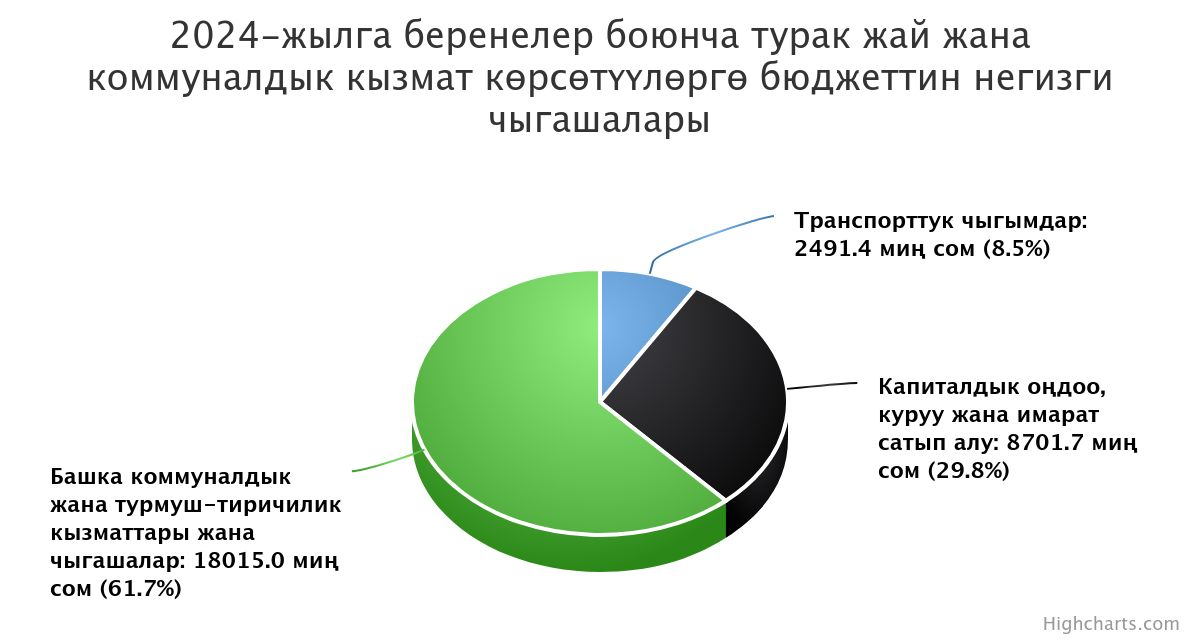 2024-жылга беренелер боюнча турак жай жана
коммуналдык кызмат көрсөтүүлөргө бюджеттин негизги
чыгашалары
Транспорттук чыгымдар:
2491.4 миң сом (8.5%)
Капиталдык оңдоо,
куруу жана имарат
сатып алуу: 8701.7 миң
сом (29.8%)
Башка коммуналдык
жана турмуш-тиричилик
кызматтары жана
чыгашалар: 18015.0 миң
сом (61.7%)
Highcharts.com